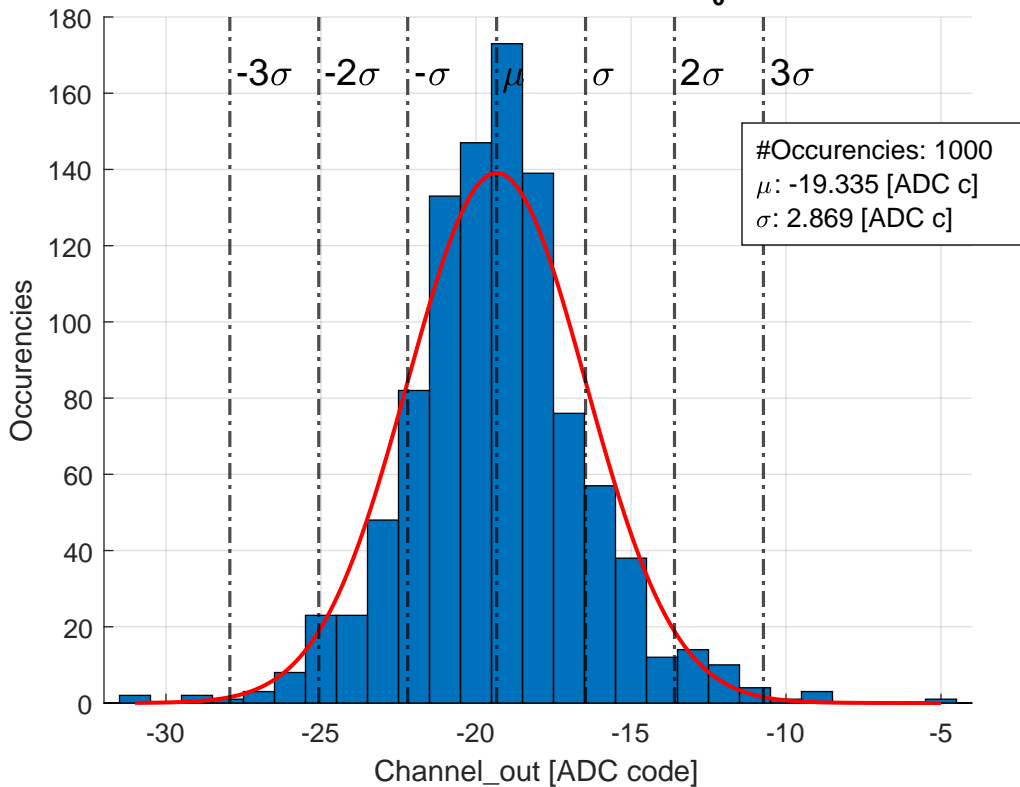 0
180
160
140
120
100
80
60
40
20
0
Occurencies
-3σ -2σ -σ μ σ 2σ 3σ
#Occurencies: 1000
μ: -19.335 [ADC c]
σ: 2.869 [ADC c]
-30 -25 -20 -15 -10 -5
Channel_out [ADC code]